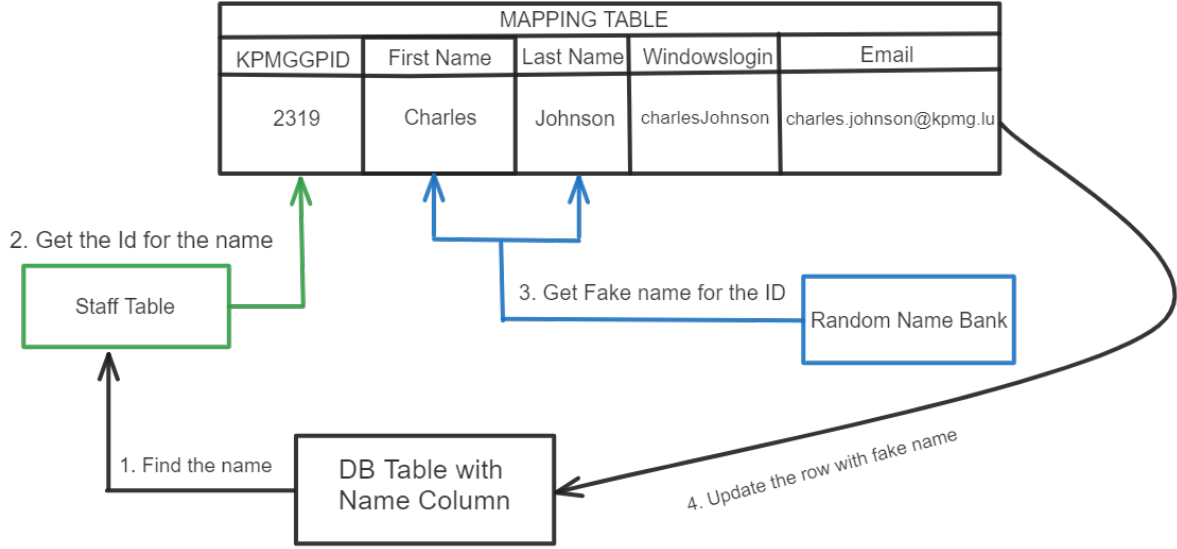 MAPPING TABLE
KPMGGPID First Name Last Name Windowslogin Email
2319 Charles Johnson charlesJohnson charles.johnson@kpmg.lu
2. Get the Id for the name
Staff Table
3. Get Fake name for the ID
Random Name Bank
1. Find the name
DB Table with
Name Column
4. Update the row with fake name